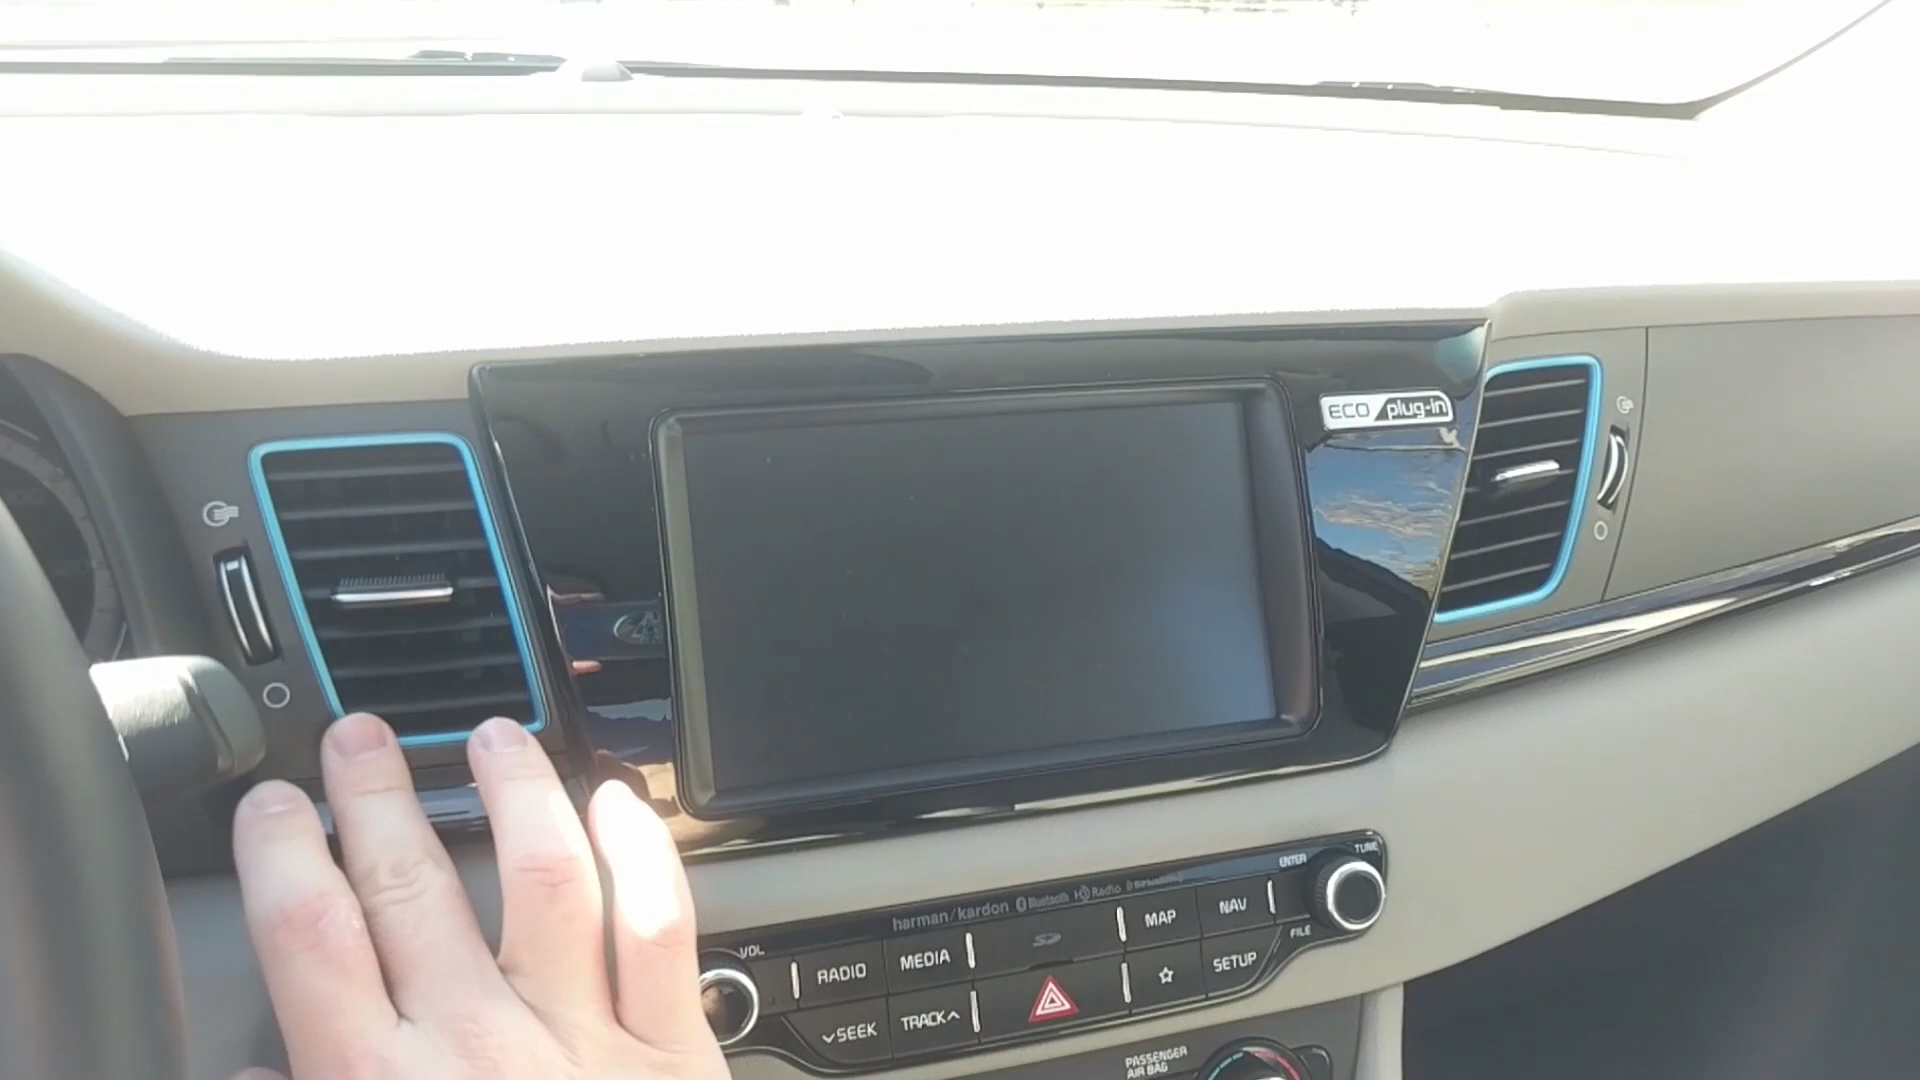 ECO plug-in
ENTER
TUNE
harman/kardon Bluetooth HD Radio SiriusXM
VOL
RADIO
MEDIA
MAP
NAV
FILE
SEEK
TRACK
SETUP
PASSENGER
AIR BAG